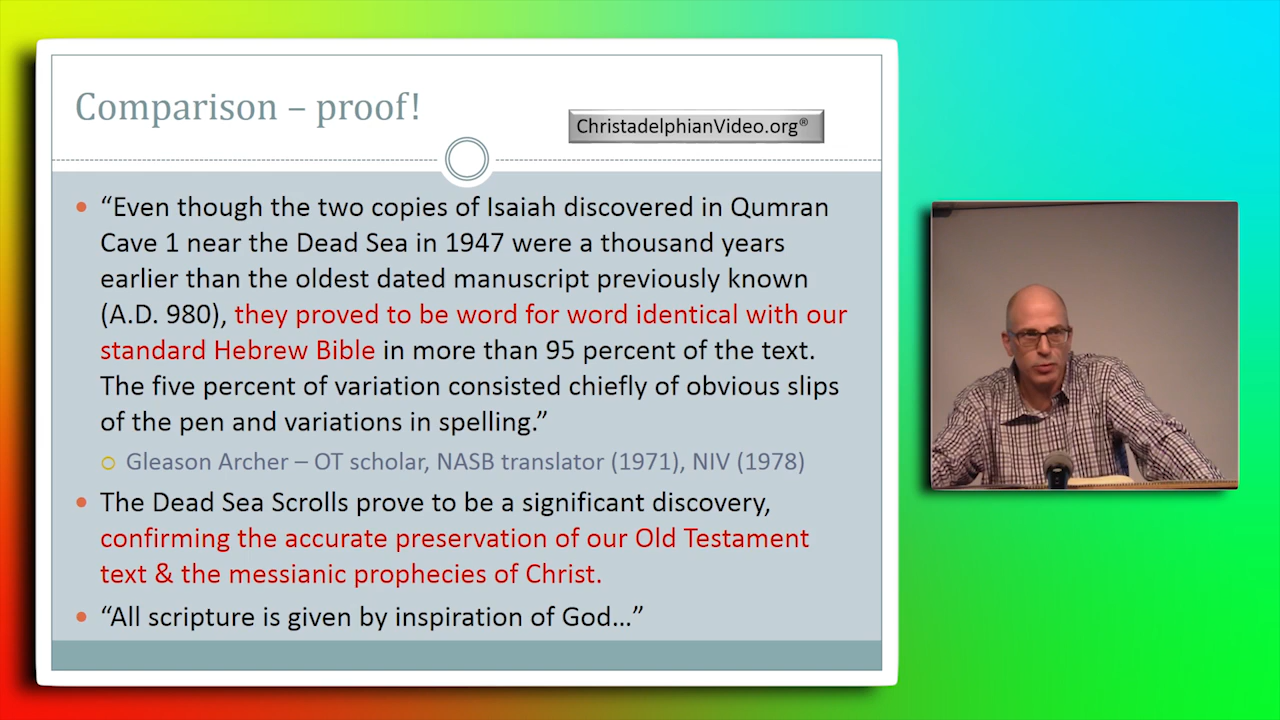 Comparison – proof!
ChristadelphianVideo.org®
“Even though the two copies of Isaiah discovered in Qumran
Cave 1 near the Dead Sea in 1947 were a thousand years
earlier than the oldest dated manuscript previously known
(A.D. 980), they proved to be word for word identical with our
standard Hebrew Bible in more than 95 percent of the text.
The five percent of variation consisted chiefly of obvious slips
of the pen and variations in spelling.”
Gleason Archer – OT scholar, NASB translator (1971), NIV (1978)
The Dead Sea Scrolls prove to be a significant discovery,
confirming the accurate preservation of our Old Testament
text & the messianic prophecies of Christ.
“All scripture is given by inspiration of God…”